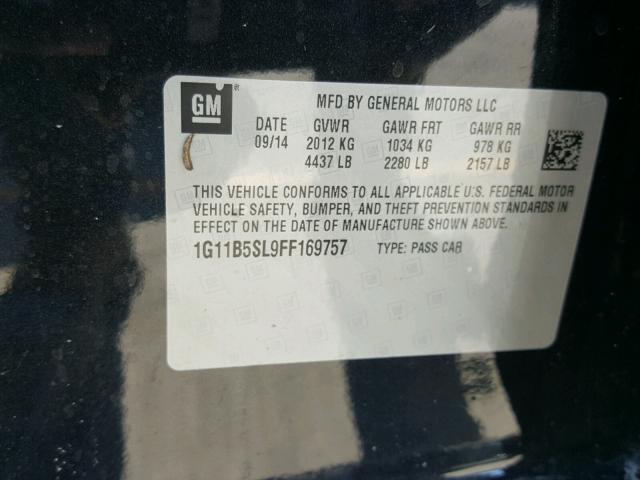 GM
MFD BY GENERAL MOTORS LLC
DATE GVWR GAWR FRT GAWR RR
09/14 2012 KG 1034 KG 978 KG
4437 LB 2280 LB 2157 LB
THIS VEHICLE CONFORMS TO ALL APPLICABLE U.S. FEDERAL MOTOR
VEHICLE SAFETY, BUMPER, AND THEFT PREVENTION STANDARDS IN
EFFECT ON THE DATE OF MANUFACTURE SHOWN ABOVE.
1G11B5SL9FF169757 TYPE: PASS CAR